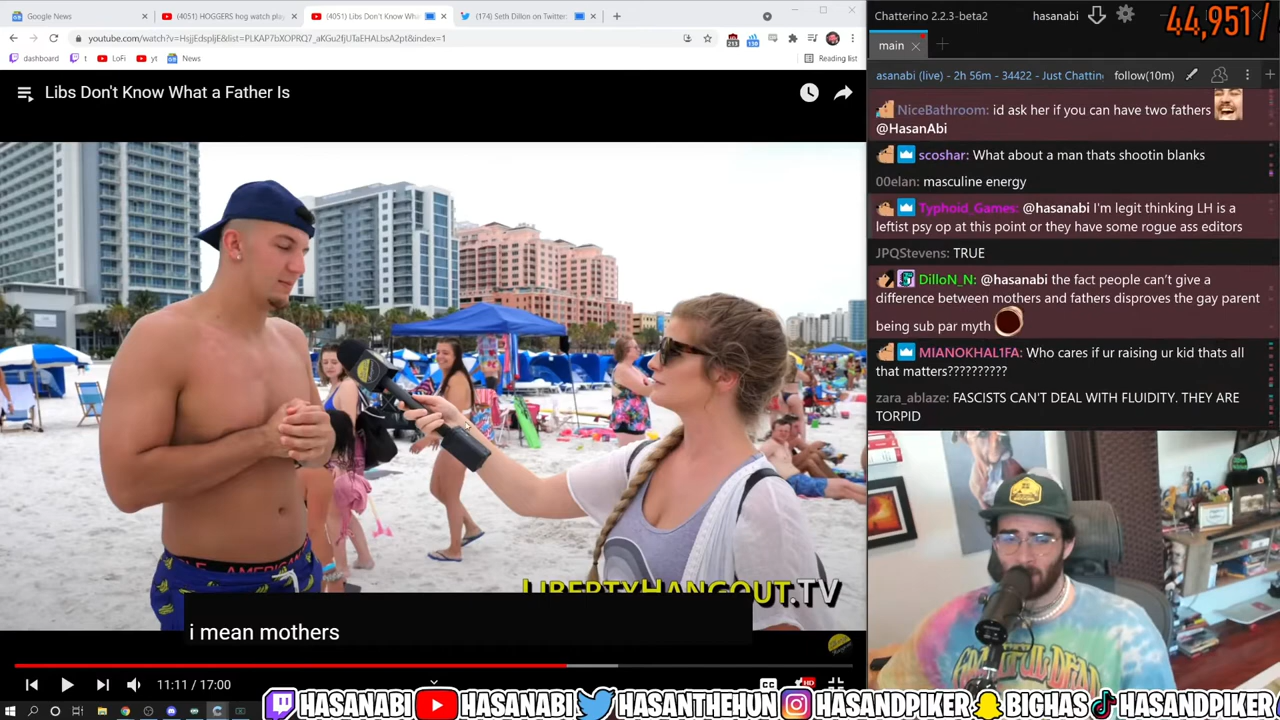 Google News
(4051) HOGGERS hog watch play
(4051) Libs Don't Know Wha
(174) Seth Dillon on Twitter:
youtube.com/watch?v=HsjjEdspljE&list=PLKAP7bXOPRQ7_aKGu2fjUTaEHALbsA2pt&index=1
dashboard
t
LoFi
yt
News
Reading list
Libs Don't Know What a Father Is
LIBERTYHANGOUT.TV
i mean mothers
11:11 / 17:00
Chatterino 2.2.3-beta2
hasanabi
44,951/
main
asanabi (live) - 2h 56m - 34422 - Just Chattin
follow(10m)
NiceBathroom: id ask her if you can have two fathers
@HasanAbi
scoshar: What about a man thats shootin blanks
00elan: masculine energy
Typhoid_Games: @hasanabi I'm legit thinking LH is a
leftist psy op at this point or they have some rogue ass editors
JPQStevens: TRUE
DilloN_N: @hasanabi the fact people can't give a
difference between mothers and fathers disproves the gay parent
being sub par myth
MIANOKHAL1FA: Who cares if ur raising ur kid thats all
that matters??????????
zara_ablaze: FASCISTS CAN'T DEAL WITH FLUIDITY. THEY ARE
TORPID
HASANABI HASANABI HASANTHEHUN HASANDPIKER BIGHAS HASANDPIKER